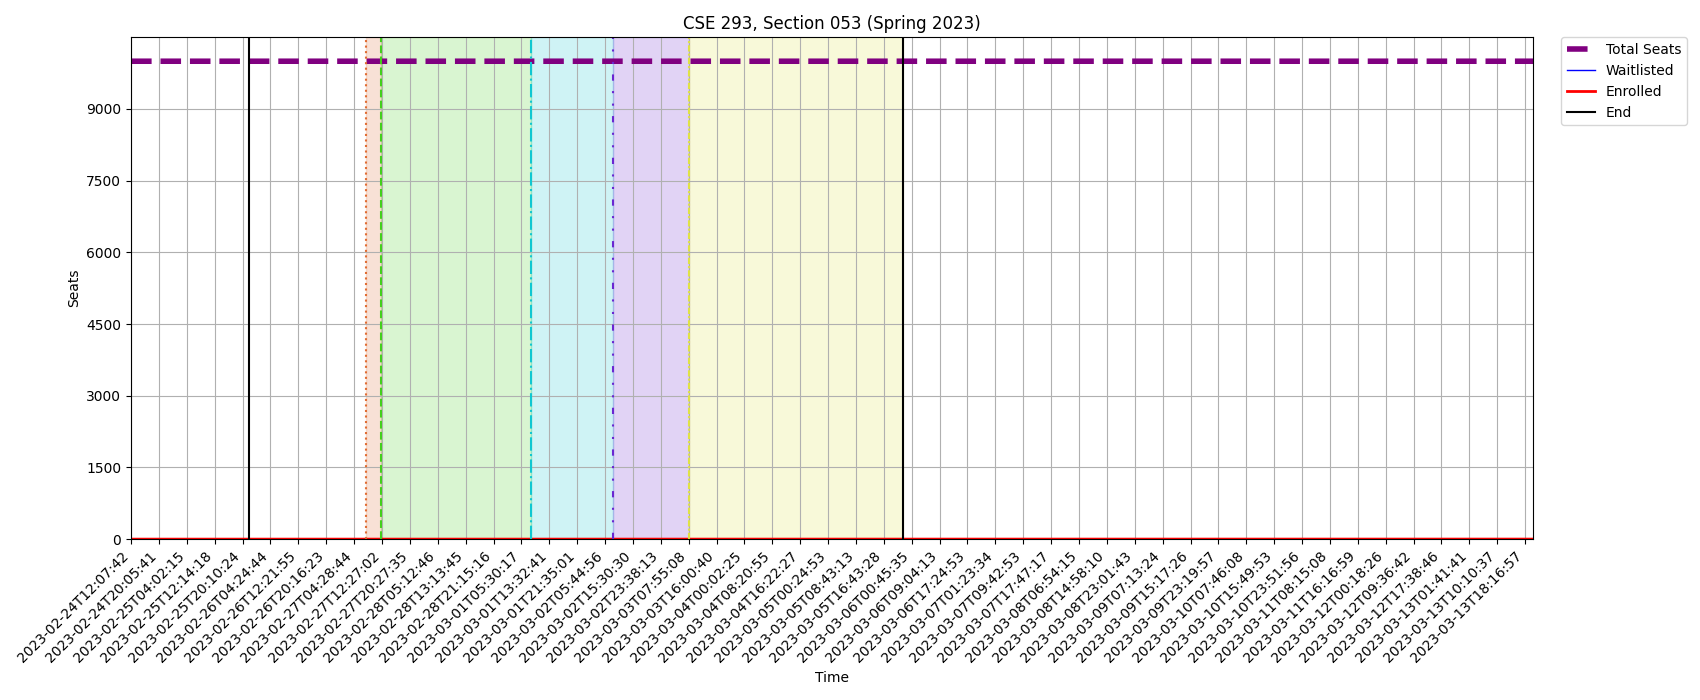 CSE 293, Section 053 (Spring 2023)
Total Seats
Waitlisted
Enrolled
End
Seats
9000
7500
6000
4500
3000
1500
0
2023-02-24T12:07:42
2023-02-24T20:05:41
2023-02-25T04:02:15
2023-02-25T12:14:18
2023-02-25T20:10:24
2023-02-26T04:24:44
2023-02-26T12:21:55
2023-02-26T20:16:23
2023-02-27T04:28:44
2023-02-27T12:27:02
2023-02-27T20:27:35
2023-02-28T05:12:46
2023-02-28T13:13:45
2023-02-28T21:15:16
2023-03-01T05:30:17
2023-03-01T13:32:41
2023-03-01T21:35:01
2023-03-02T05:44:56
2023-03-02T15:30:30
2023-03-02T23:38:13
2023-03-03T07:55:08
2023-03-03T16:00:40
2023-03-04T00:02:25
2023-03-04T08:20:55
2023-03-04T16:22:27
2023-03-05T00:24:53
2023-03-05T08:43:13
2023-03-05T16:43:28
2023-03-06T00:45:35
2023-03-06T09:04:13
2023-03-06T17:24:53
2023-03-07T01:23:34
2023-03-07T09:42:53
2023-03-07T17:47:17
2023-03-08T06:54:15
2023-03-08T14:58:10
2023-03-08T23:01:43
2023-03-09T07:13:24
2023-03-09T15:17:26
2023-03-09T23:19:57
2023-03-10T07:46:08
2023-03-10T15:49:53
2023-03-10T23:51:56
2023-03-11T08:15:08
2023-03-11T16:16:59
2023-03-12T00:18:26
2023-03-12T09:36:42
2023-03-12T17:38:46
2023-03-13T01:41:41
2023-03-13T10:10:37
2023-03-13T18:16:57
Time